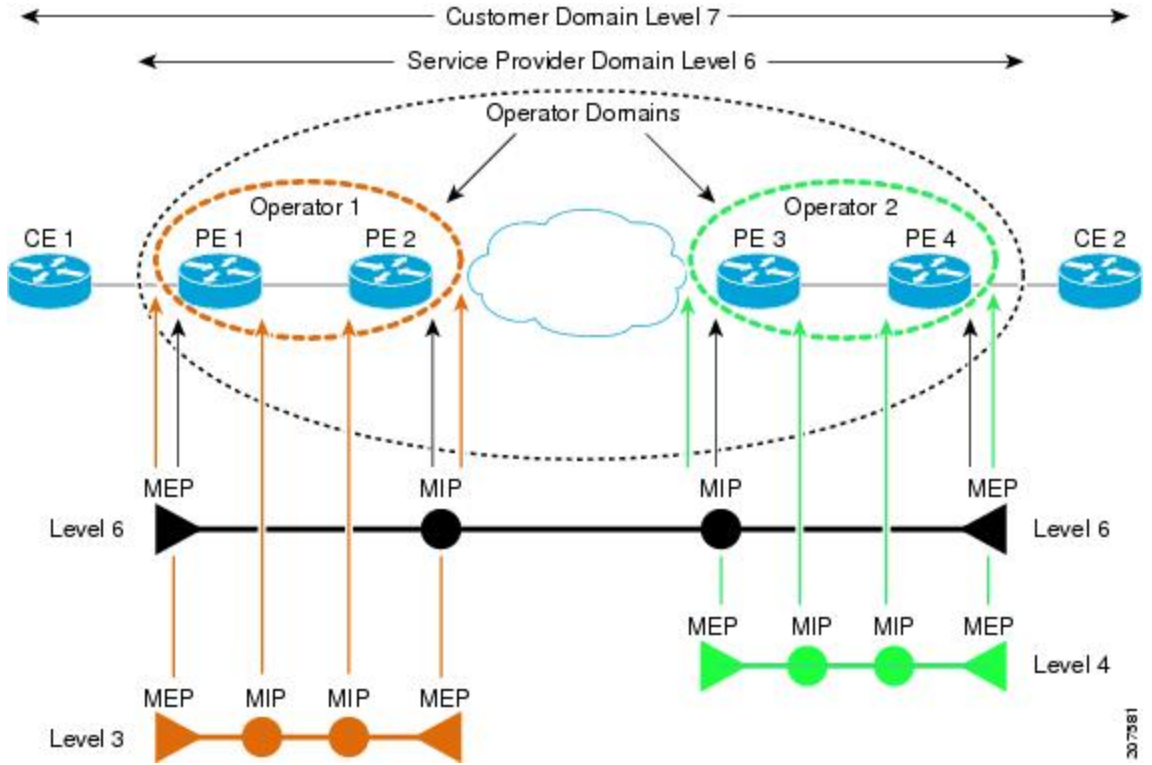 Customer Domain Level 7
Service Provider Domain Level 6
Operator Domains
Operator 1
Operator 2
CE 1
PE 1
PE 2
PE 3
PE 4
CE 2
MEP
MIP
MIP
MEP
Level 6
Level 6
MEP
MIP
MIP
MEP
Level 4
MEP
MIP
MIP
MEP
Level 3
207581